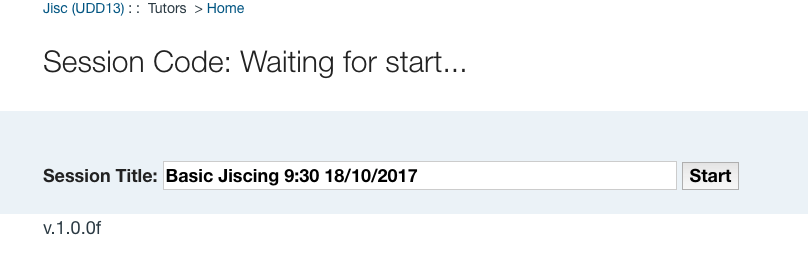 Jisc (UDD13) : :  Tutors  > Home
Session Code: Waiting for start...
Session Title: Basic Jiscing 9:30 18/10/2017 Start
v.1.0.0f